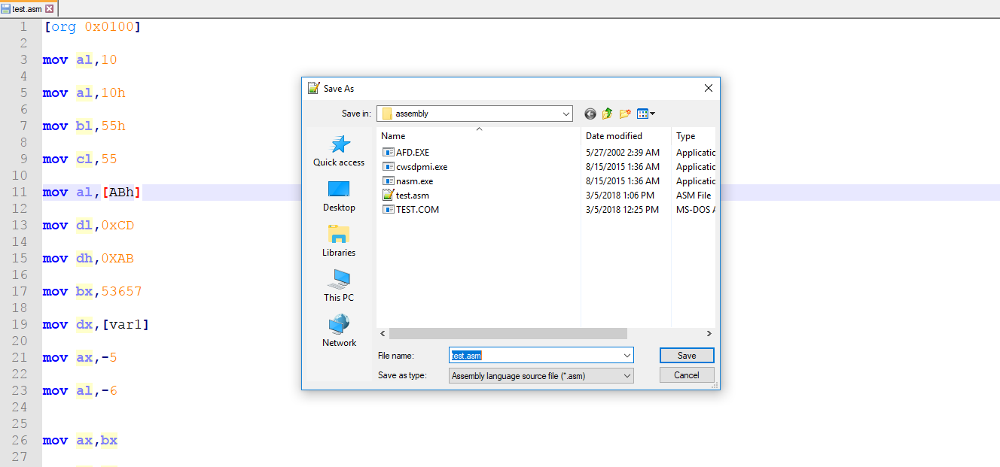 test.asm
1 [org 0x0100]
2
3 mov al,10
4
5 mov al,10h
6
7 mov bl,55h
8
9 mov cl,55
10
11 mov al,[ABh]
12
13 mov dl,0xCD
14
15 mov dh,0XAB
16
17 mov bx,53657
18
19 mov dx,[var1]
20
21 mov ax,-5
22
23 mov al,-6
24
25
26 mov ax,bx
27
Save As
Save in: assembly
Quick access
Desktop
Libraries
This PC
Network
Name Date modified Type
AFD.EXE 5/27/2002 2:39 AM Applicatic
cwsdpmi.exe 8/15/2015 1:36 AM Applicatic
nasm.exe 8/15/2015 1:36 AM Applicatic
test.asm 3/5/2018 1:06 PM ASM File
TEST.COM 3/5/2018 12:25 PM MS-DOS A
File name: test.asm Save
Save as type: Assembly language source file (*.asm) Cancel